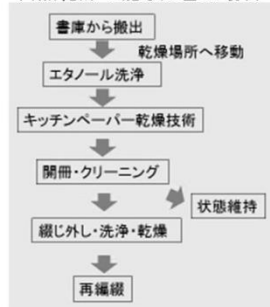 書庫から搬出
乾燥場所へ移動
エタノール洗浄
キッチンペーパー乾燥技術
開冊・クリーニング
状態維持
綴じ外し・洗浄・乾燥
再編綴